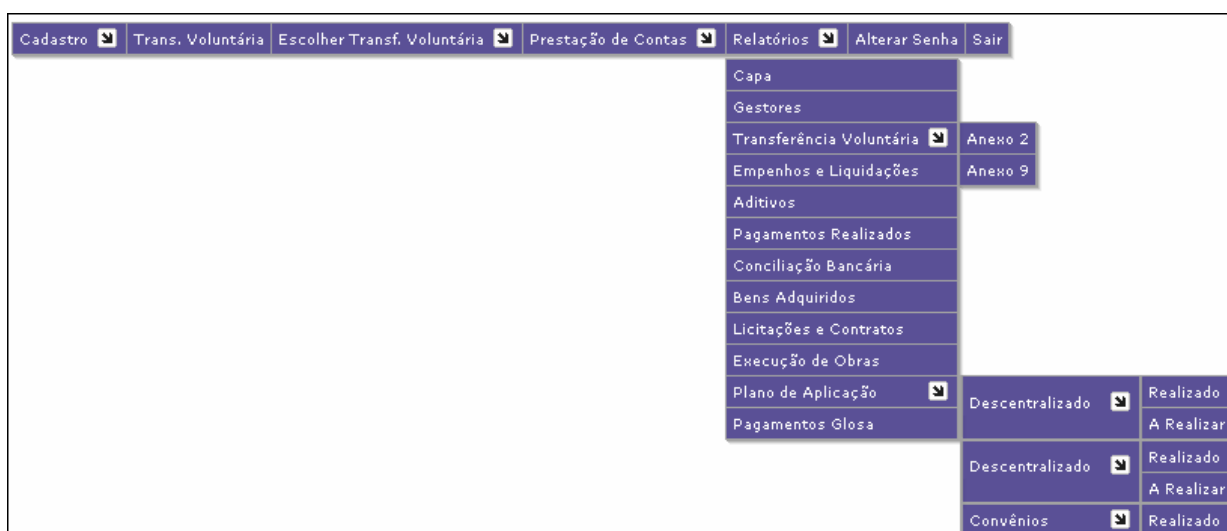 Cadastro Trans. Voluntária Escolher Transf. Voluntária Prestação de Contas Relatórios Alterar Senha Sair
Capa
Gestores
Transferência Voluntária Anexo 2
Empenhos e Liquidações Anexo 9
Aditivos
Pagamentos Realizados
Conciliação Bancária
Bens Adquiridos
Licitações e Contratos
Execução de Obras
Plano de Aplicação Descentralizado Realizado
Pagamentos Glosa A Realizar
Descentralizado Realizado
A Realizar
Convênios Realizado